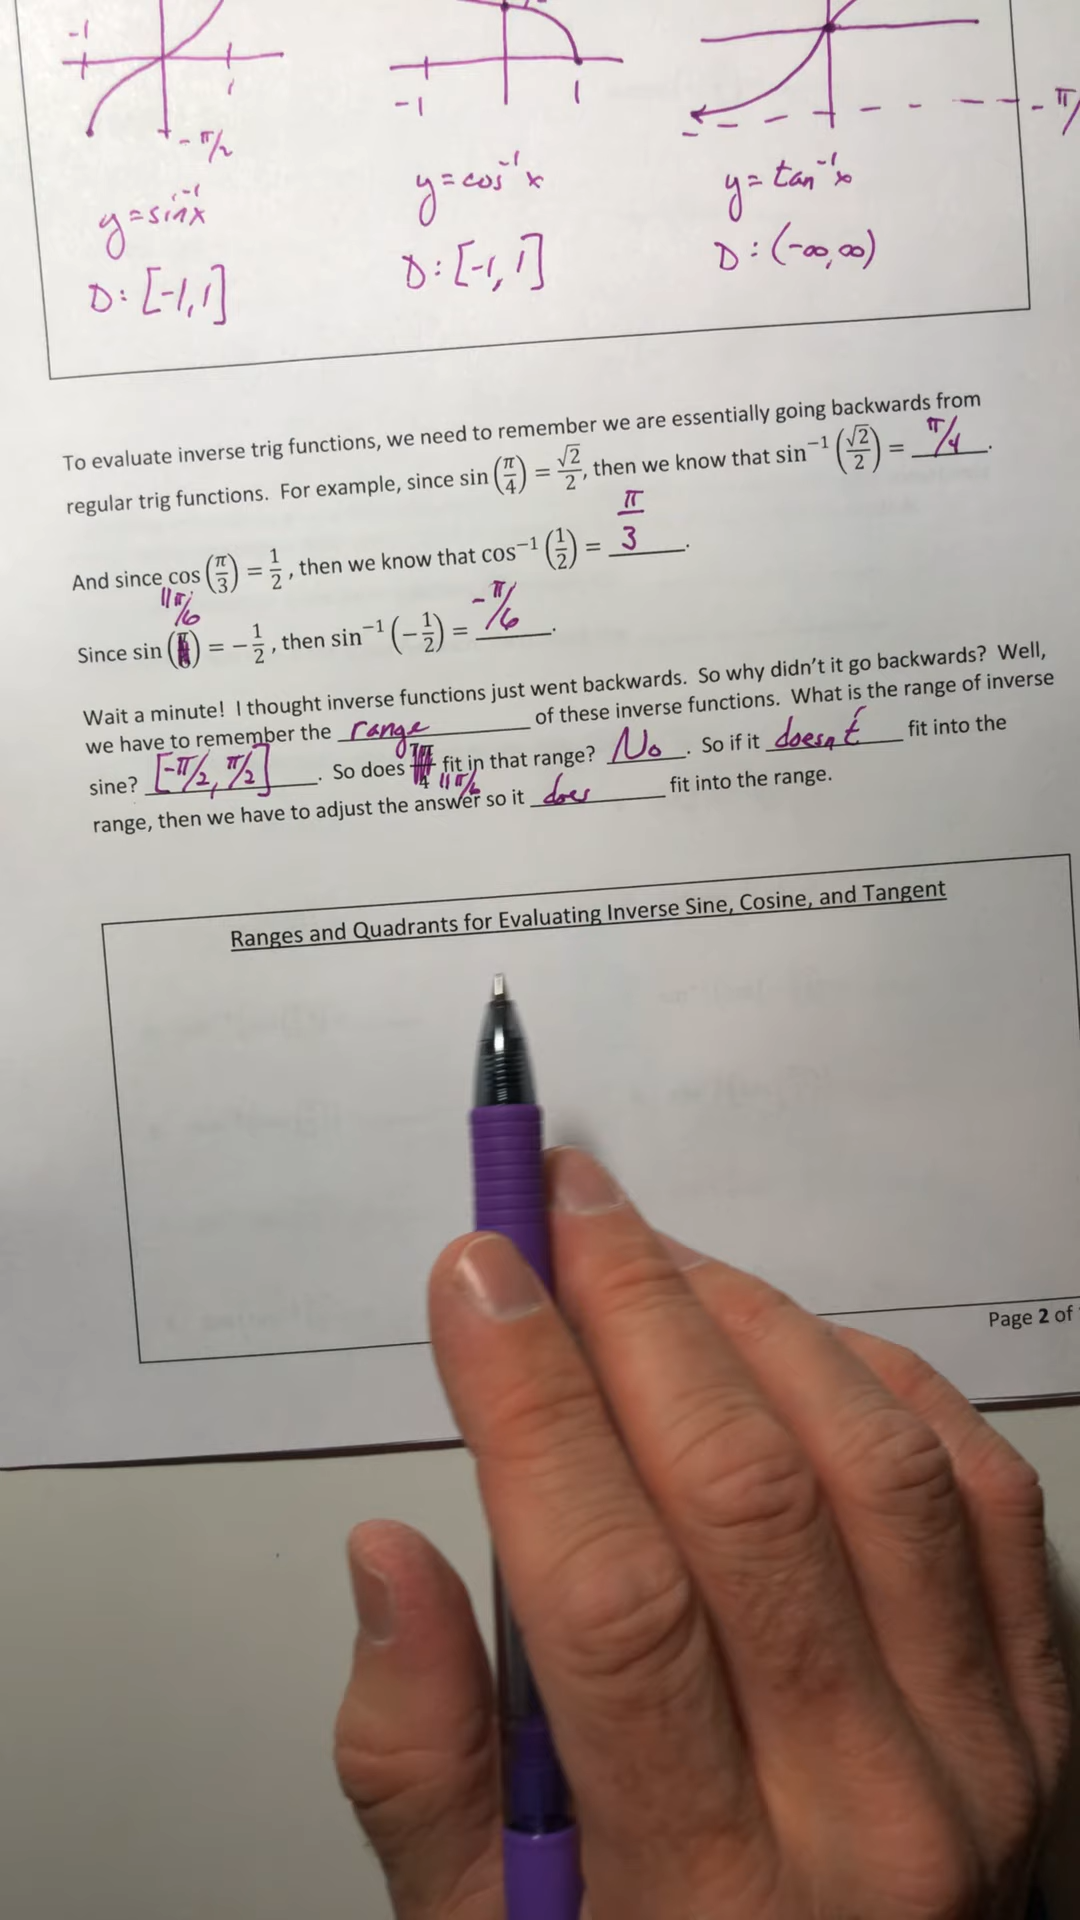 -1
1
- π/2
y = sin⁻¹x
D: [-1, 1]
-1
1
y = cos⁻¹ x
D: [-1, 1]
- π/
y = tan⁻¹ x
D: (-∞, ∞)
To evaluate inverse trig functions, we need to remember we are essentially going backwards from
regular trig functions. For example, since sin (π/4) = √2/2, then we know that sin⁻¹ (√2/2) = π/4.
And since cos (π/3) = 1/2, then we know that cos⁻¹ (1/2) = π/3.
11π/6
Since sin ( ) = -1/2, then sin⁻¹ (-1/2) = -π/6.
Wait a minute! I thought inverse functions just went backwards. So why didn't it go backwards? Well,
we have to remember the range of these inverse functions. What is the range of inverse
sine? [-π/2, π/2]. So does 11π/6 fit in that range? No. So if it doesn't fit into the
range, then we have to adjust the answer so it does fit into the range.
Ranges and Quadrants for Evaluating Inverse Sine, Cosine, and Tangent
Page 2 of